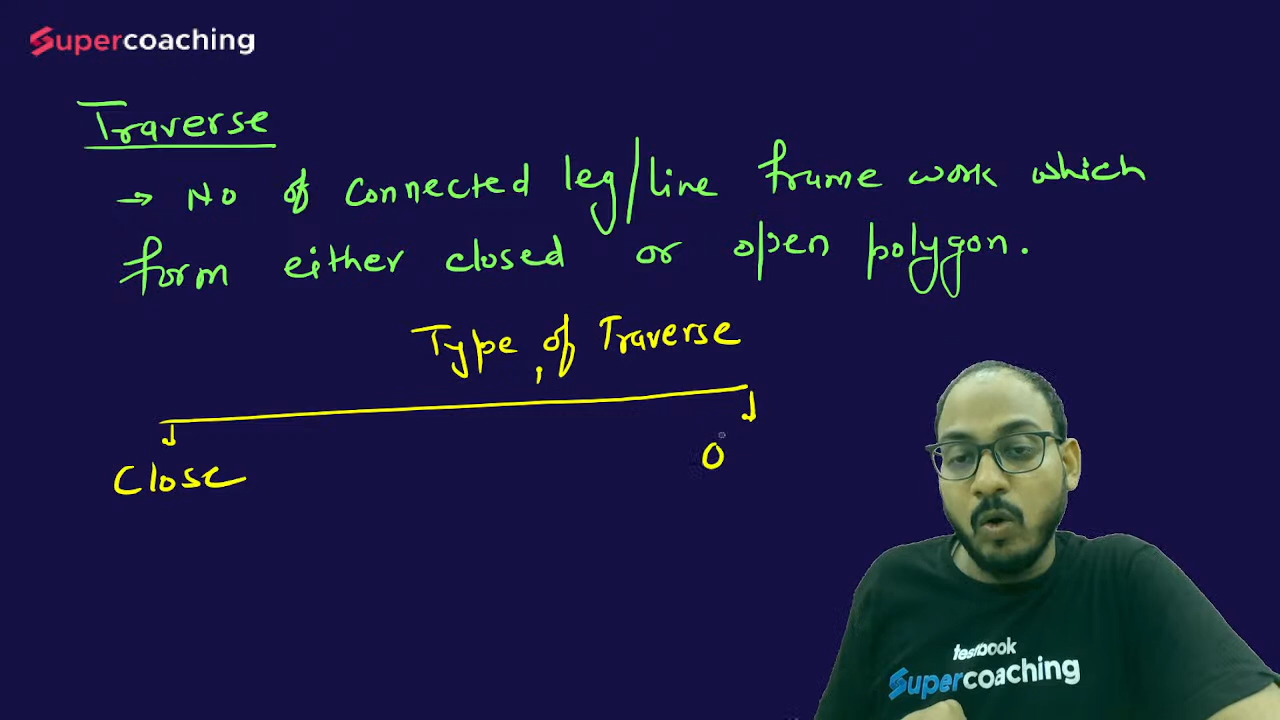 Supercoaching
Traverse
→ No of connected leg/line frame work which
form either closed or open polygon.
Type of Traverse
Close
O
testbook
Supercoaching